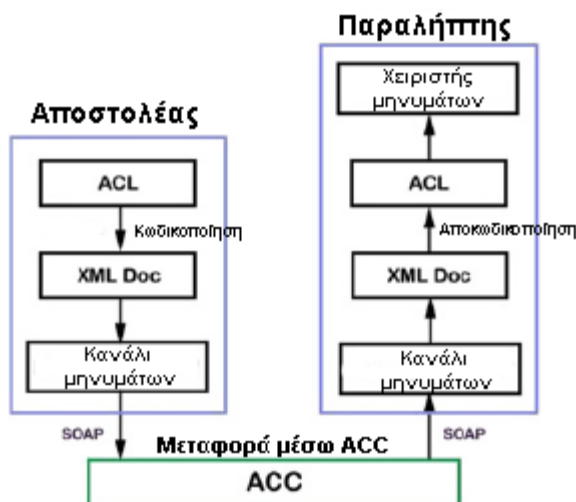 Παραλήπτης
Χειριστής
μηνυμάτων
Αποστολέας
ACL
ACL
Κωδικοποίηση
Αποκωδικοποίηση
XML Doc
XML Doc
Κανάλι
μηνυμάτων
Κανάλι
μηνυμάτων
SOAP
Μεταφορά μέσω ACC
SOAP
ACC